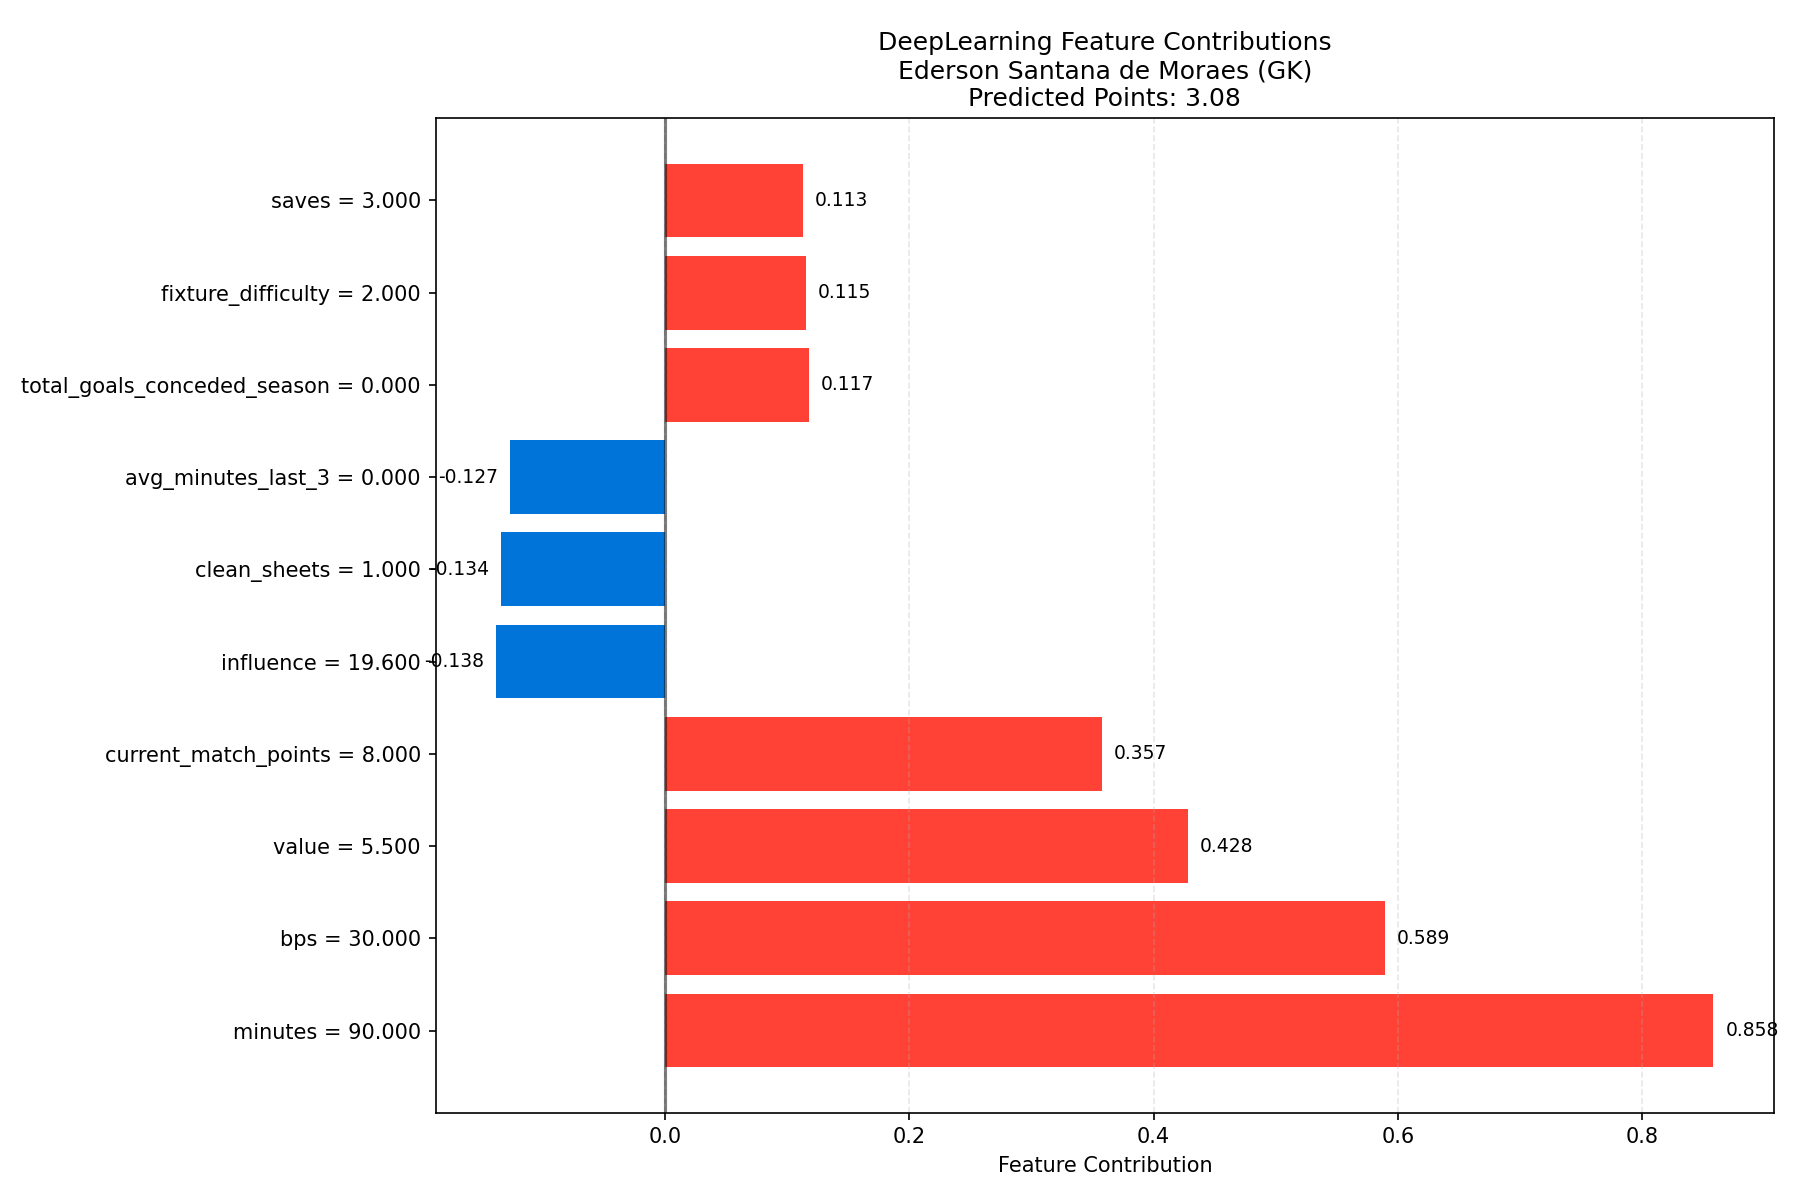 DeepLearning Feature Contributions
Ederson Santana de Moraes (GK)
Predicted Points: 3.08
saves = 3.000
0.113
fixture_difficulty = 2.000
0.115
total_goals_conceded_season = 0.000
0.117
avg_minutes_last_3 = 0.000
-0.127
clean_sheets = 1.000
-0.134
influence = 19.600
-0.138
current_match_points = 8.000
0.357
value = 5.500
0.428
bps = 30.000
0.589
minutes = 90.000
0.858
0.0 0.2 0.4 0.6 0.8
Feature Contribution